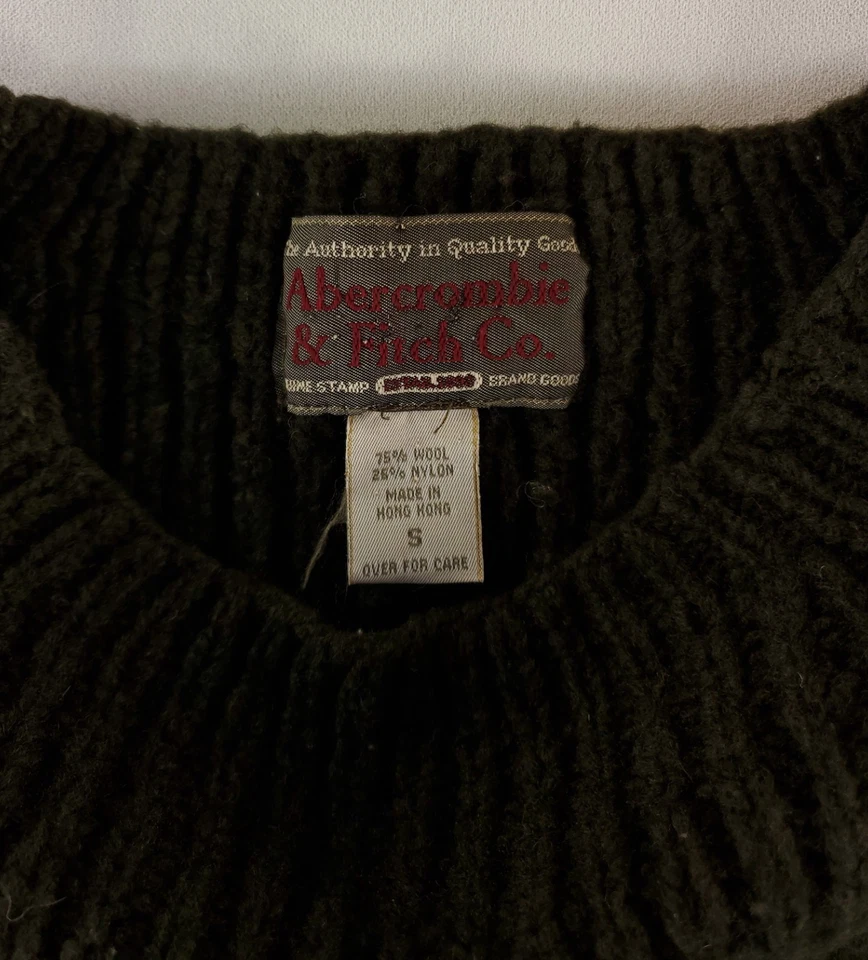 & Authority in Quality Good
Abercrombie
& Fitch Co.
STAMP BRAND GOODS
75% WOOL
25% NYLON
MADE IN
HONG KONG
S
OVER FOR CARE